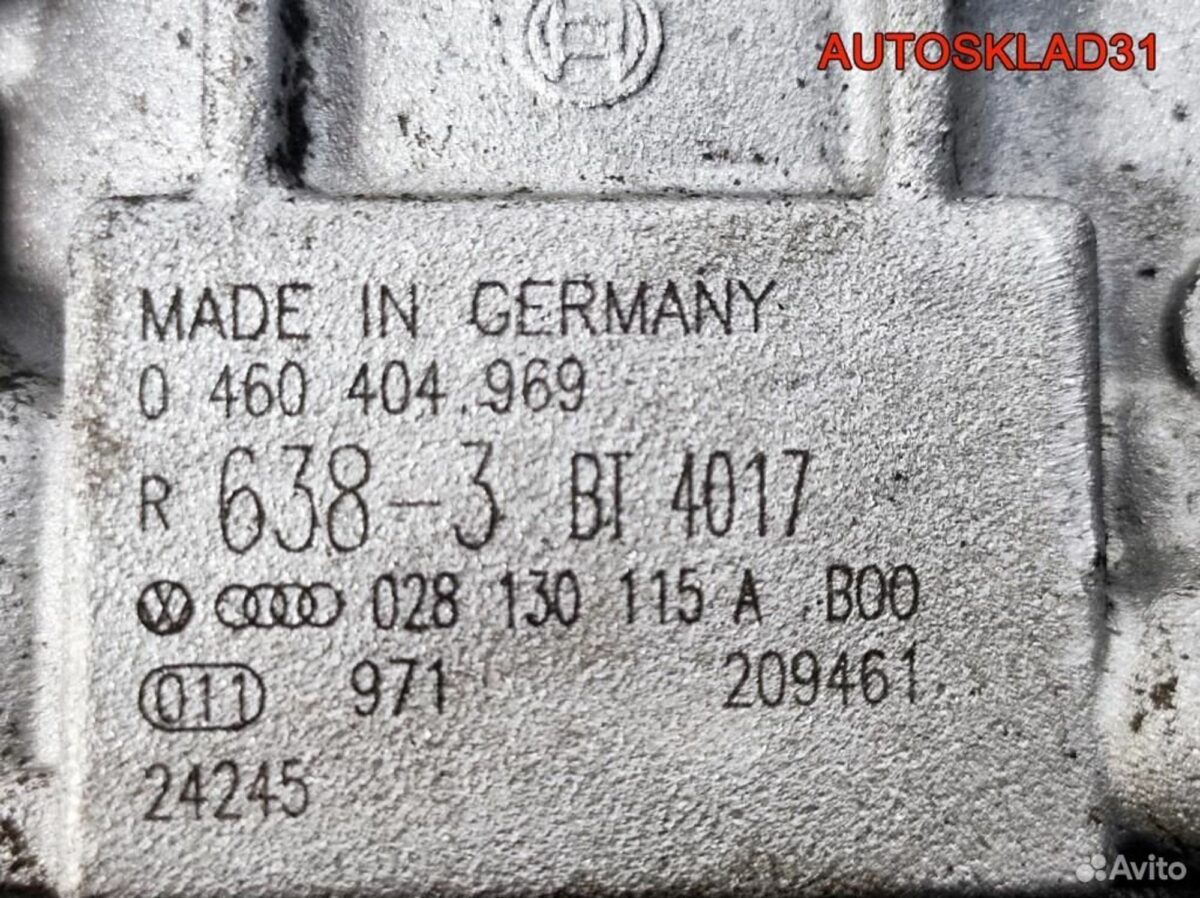 AUTOSKLAD31
MADE IN GERMANY
0 460 404 969
R 638-3 BT 4017
028 130 115 A B00
011 971 209461
24245
Avito